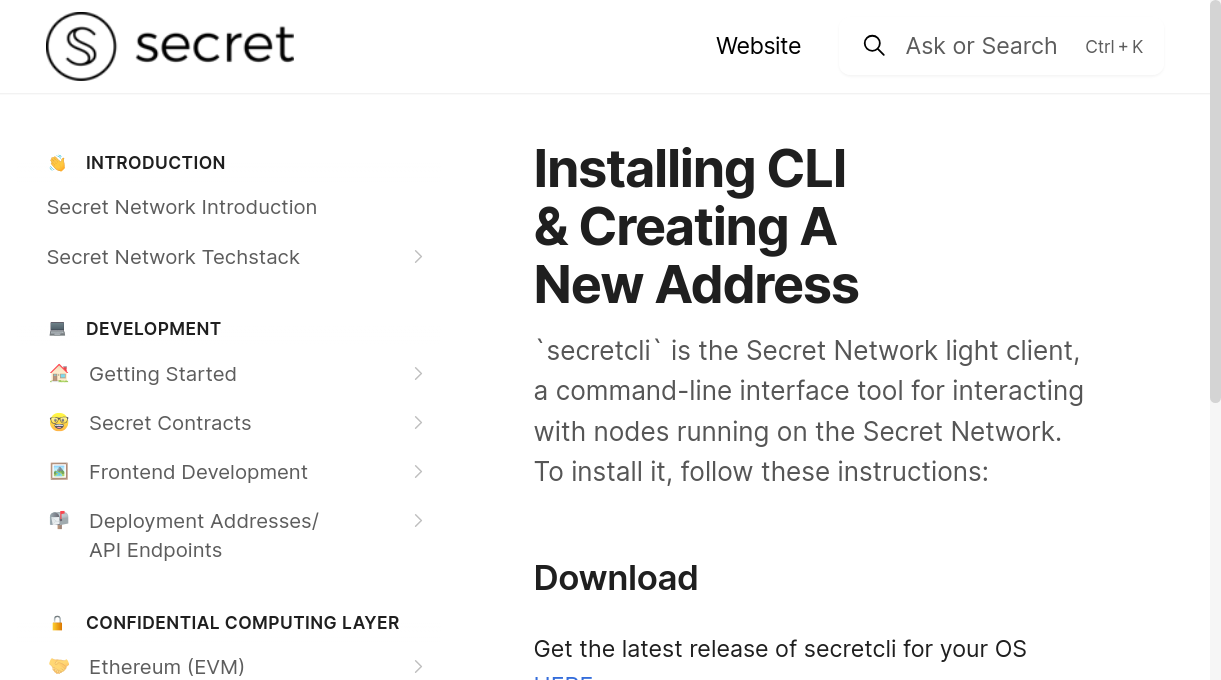 secret
Website
Ask or Search
Ctrl + K
INTRODUCTION
Secret Network Introduction
Secret Network Techstack
DEVELOPMENT
Getting Started
Secret Contracts
Frontend Development
Deployment Addresses/
API Endpoints
CONFIDENTIAL COMPUTING LAYER
Ethereum (EVM)
Installing CLI
& Creating A
New Address
`secretcli` is the Secret Network light client,
a command-line interface tool for interacting
with nodes running on the Secret Network.
To install it, follow these instructions:
Download
Get the latest release of secretcli for your OS
HERE